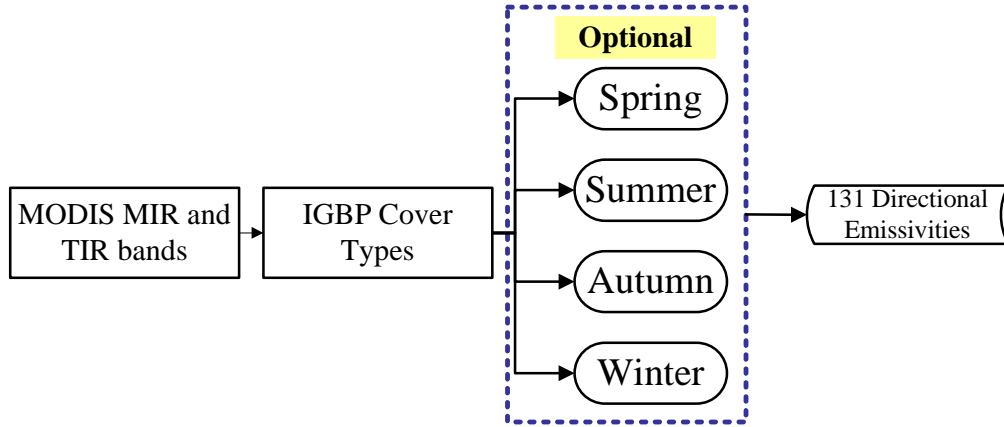 Optional
Spring
Summer
Autumn
Winter
MODIS MIR and
TIR bands
IGBP Cover
Types
131 Directional
Emissivities